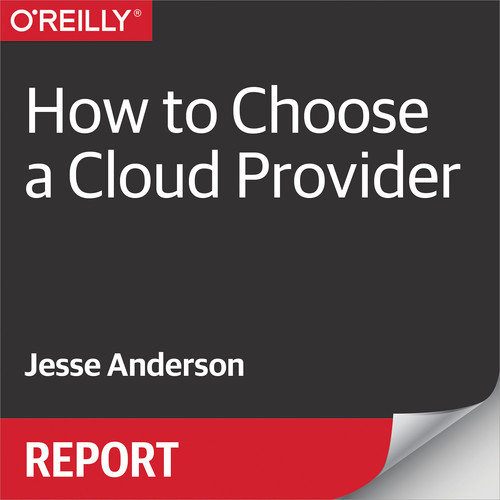 O'REILLY®
How to Choose
a Cloud Provider
Jesse Anderson
REPORT